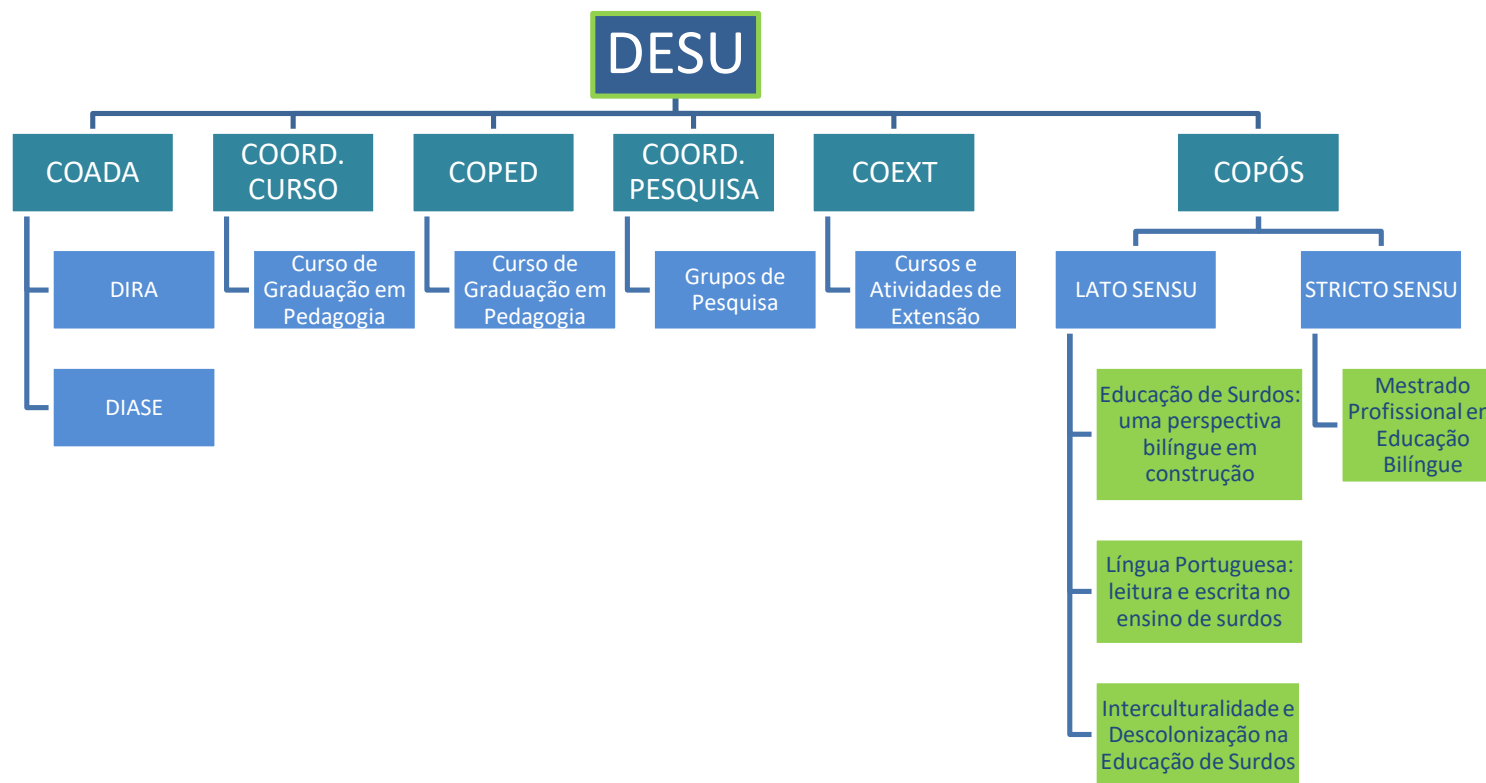 DESU
COADA
COORD.
CURSO
COPED
COORD.
PESQUISA
COEXT
COPÓS
DIRA
DIASE
Curso de
Graduação em
Pedagogia
Curso de
Graduação em
Pedagogia
Grupos de
Pesquisa
Cursos e
Atividades de
Extensão
LATO SENSU
STRICTO SENSU
Educação de Surdos:
uma perspectiva
bilíngue em
construção
Língua Portuguesa:
leitura e escrita no
ensino de surdos
Interculturalidade e
Descolonização na
Educação de Surdos
Mestrado
Profissional
Educação
Bilíngue